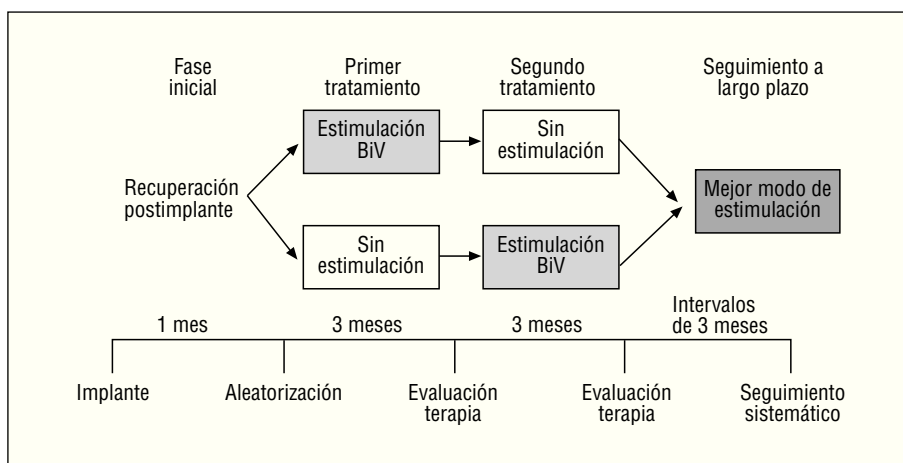 Fase
inicial
Primer
tratamiento
Segundo
tratamiento
Seguimiento a
largo plazo
Estimulación
BiV
Sin
estimulación
Recuperación
postimplante
Mejor modo de
estimulación
Sin
estimulación
Estimulación
BiV
1 mes
3 meses
3 meses
Intervalos
de 3 meses
Implante
Aleatorización
Evaluación
terapia
Evaluación
terapia
Seguimiento
sistemático